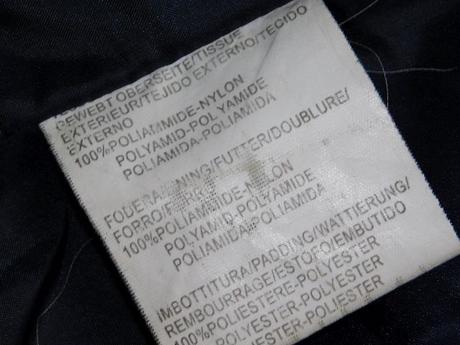 GEWEBT OBERSEITE/TISSUE
EXTERIEUR/TEJIDO EXTERNO/TECIDO
EXTERNO
100%POLIAMMIDE-NYLON
POLYAMID-POLYAMIDE
POLIAMIDA-POLIAMIDA
FODERA/LINING/FUTTER/DOUBLURE/
FORRO/
100%POLIAMMIDE-NYLON
POLYAMID-POLYAMIDE
POLIAMIDA-POLIAMIDA
IMBOTTITURA/PADDING/WATTIERUNG/
REMBOURRAGE/ESTOFO/EMBUTIDO
100%POLIESTERE-POLYESTER
POLYESTER-POLYESTER
POLIESTER